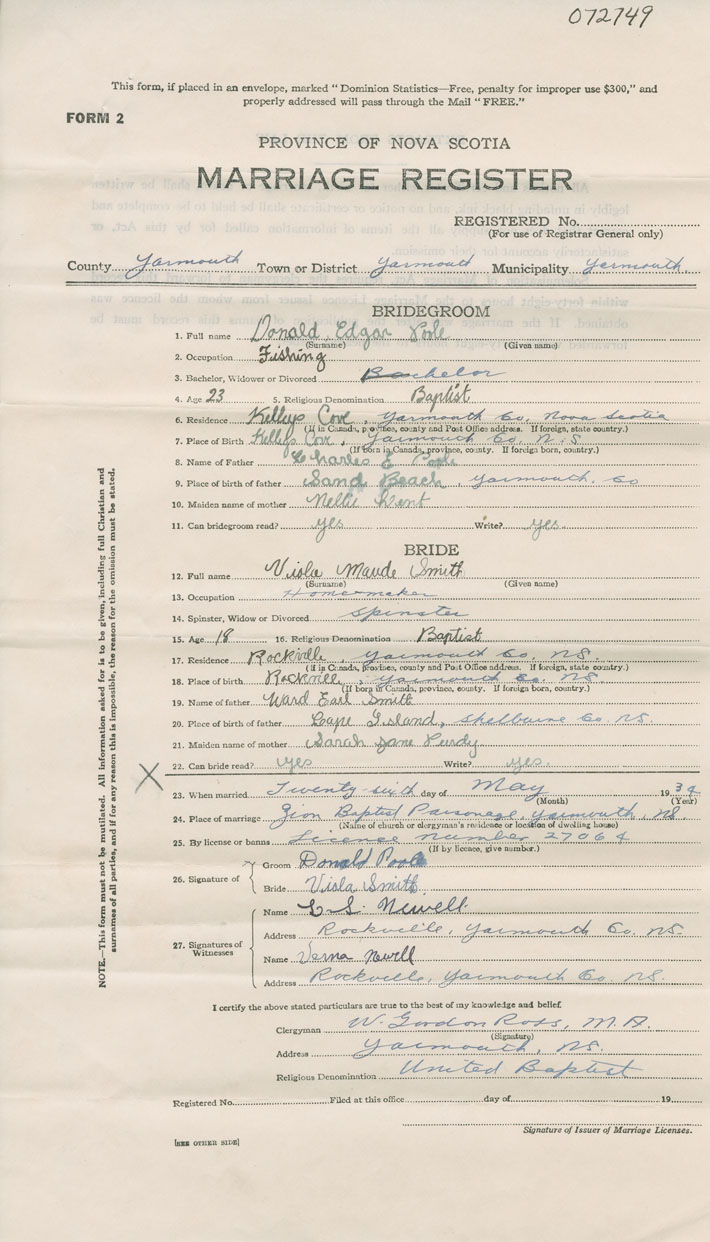 072749
This form, if placed in an envelope, marked "Dominion Statistics—Free, penalty for improper use $300," and
properly addressed will pass through the Mail "FREE."
FORM 2
PROVINCE OF NOVA SCOTIA
MARRIAGE REGISTER
REGISTERED No.
(For use of Registrar General only)
County Yarmouth Town or District Yarmouth Municipality Yarmouth
BRIDEGROOM
1. Full name Donald Edgar Poole
(Surname) (Given name)
2. Occupation Fishing
3. Bachelor, Widower or Divorced Bachelor
4. Age 23 5. Religious Denomination Baptist
6. Residence Kellys Cove, Yarmouth Co, Nova Scotia
(If in Canada, province, county and Post Office address. If foreign, state country.)
7. Place of Birth Kellys Cove, Yarmouth Co. N.S
(If born in Canada, province, county. If foreign born, country.)
8. Name of Father Charles E Poole
9. Place of birth of father Sand Beach, Yarmouth. Co
10. Maiden name of mother Nellie
11. Can bridegroom read? yes Write? yes.
BRIDE
12. Full name Viola Maude Smith
(Surname) (Given name)
13. Occupation Homemaker
14. Spinster, Widow or Divorced Spinster
15. Age 18 16. Religious Denomination Baptist
17. Residence Rockville, Yarmouth Co, NS.
(If in Canada, province, county and Post Office address. If foreign, state country.)
18. Place of birth Rockville, Yarmouth Co. NS
(If born in Canada, province, county. If foreign born, country.)
19. Name of father Ward Earl Smith
20. Place of birth of father Cape Island, Shelburne Co. NS.
21. Maiden name of mother Sarah Jane Purdy
22. Can bride read? yes Write? yes.
23. When married Twenty-sixth day of May 1934
(Month) (Year)
24. Place of marriage Zion Baptist Parsonage, Yarmouth, NS.
(Name of church or clergyman's residence or location of dwelling house)
25. By license or banns License Number 27064
(If by licence, give number.)
26. Signature of
Groom Donald Poole
Bride Viola Smith
27. Signatures of Witnesses
Name C. S. Newell
Address Rockville, Yarmouth Co. NS.
Name Verna Newell
Address Rockville, Yarmouth Co. NS.
I certify the above stated particulars are true to the best of my knowledge and belief.
Clergyman W. Gordon Ross, M.A.
(Signature)
Address Yarmouth, NS.
Religious Denomination United Baptist
Registered No. Filed at this office day of 19
Signature of Issuer of Marriage Licenses.
[SEE OTHER SIDE]
NOTE.—This form must not be mutilated. All information asked for is to be given, including full Christian and
surnames of all parties, and if for any reason this is impossible, the reason for the omission must be stated.